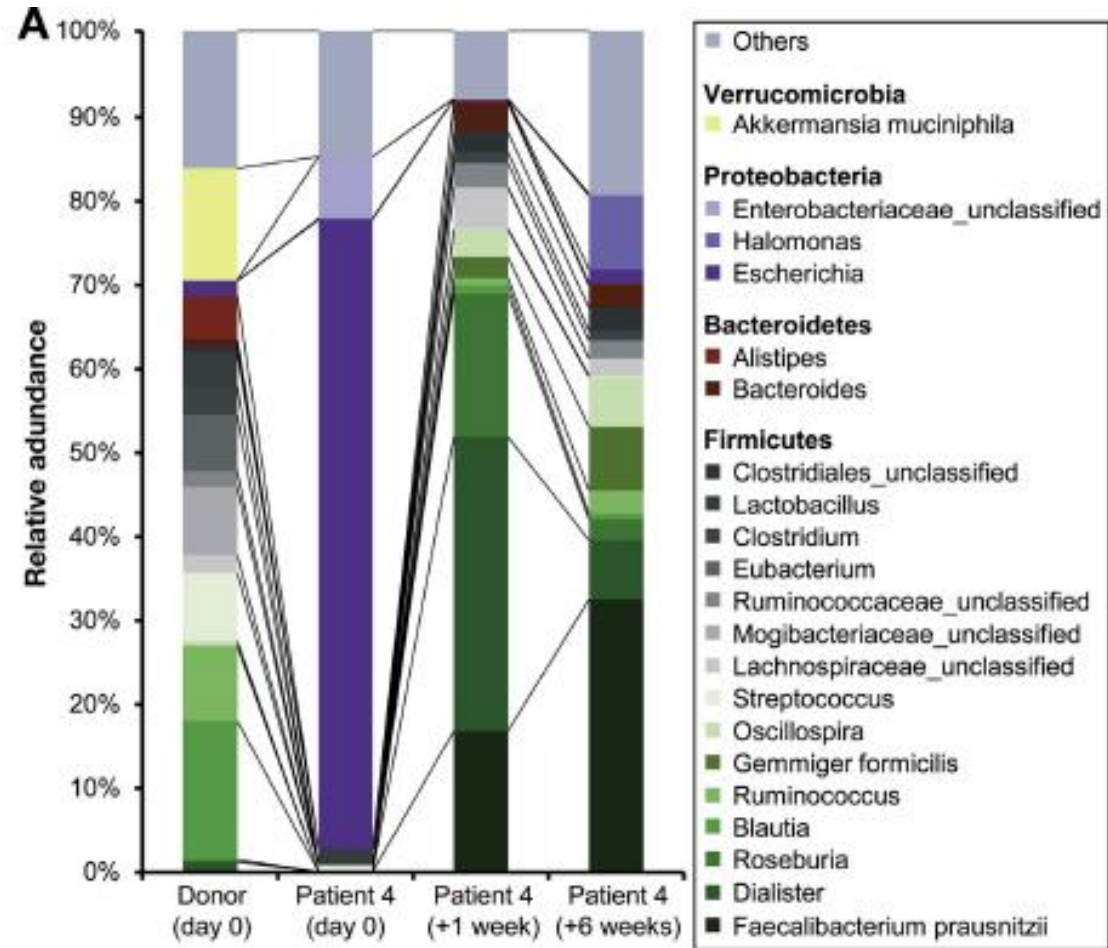 A
100%
90%
80%
70%
60%
50%
40%
30%
20%
10%
0%
Relative adundance
Donor
(day 0)
Patient 4
(day 0)
Patient 4
(+1 week)
Patient 4
(+6 weeks)
Others
Verrucomicrobia
Akkermansia muciniphila
Proteobacteria
Enterobacteriaceae_unclassified
Halomonas
Escherichia
Bacteroidetes
Alistipes
Bacteroides
Firmicutes
Clostridiales_unclassified
Lactobacillus
Clostridium
Eubacterium
Ruminococcaceae_unclassified
Mogibacteriaceae_unclassified
Lachnospiraceae_unclassified
Streptococcus
Oscillospira
Gemmiger formicilis
Ruminococcus
Blautia
Roseburia
Dialister
Faecalibacterium prausnitzii